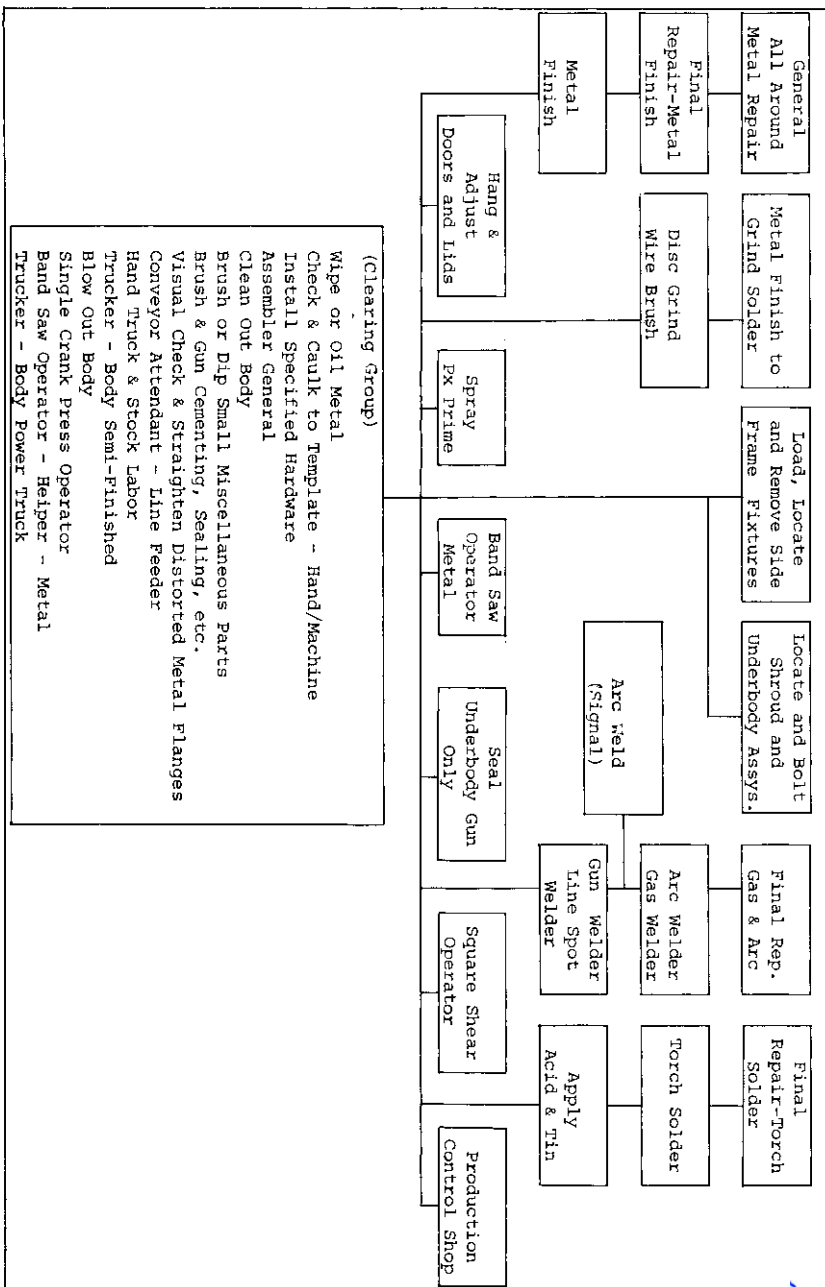 General
All Around
Metal Repair
Metal Finish to
Grind Solder
Load, Locate
and Remove Side
Frame Fixtures
Locate and Bolt
Shroud and
Underbody Assys.
Final Rep.
Gas & Arc
Final
Repair-Torch
Solder
Final
Repair-Metal
Finish
Disc Grind
Wire Brush
Arc Weld
(Signal)
Arc Welder
Gas Welder
Torch Solder
Metal
Finish
Gun Welder
Line Spot
Welder
Apply
Acid & Tin
Hang &
Adjust
Doors and Lids
Spray
Px Prime
Band Saw
Operator
Metal
Seal
Underbody Gun
Only
Square Shear
Operator
Production
Control Shop
(Clearing Group)
Wipe or Oil Metal
Check & Caulk to Template - Hand/Machine
Install Specified Hardware
Assembler General
Clean Out Body
Brush or Dip Small Miscellaneous Parts
Brush & Gun Cementing, Sealing, etc.
Visual Check & Straighten Distorted Metal Flanges
Conveyor Attendant - Line Feeder
Hand Truck & Stock Labor
Trucker - Body Semi-Finished
Blow Out Body
Single Crank Press Operator
Band Saw Operator - Heiper - Metal
Trucker - Body Power Truck